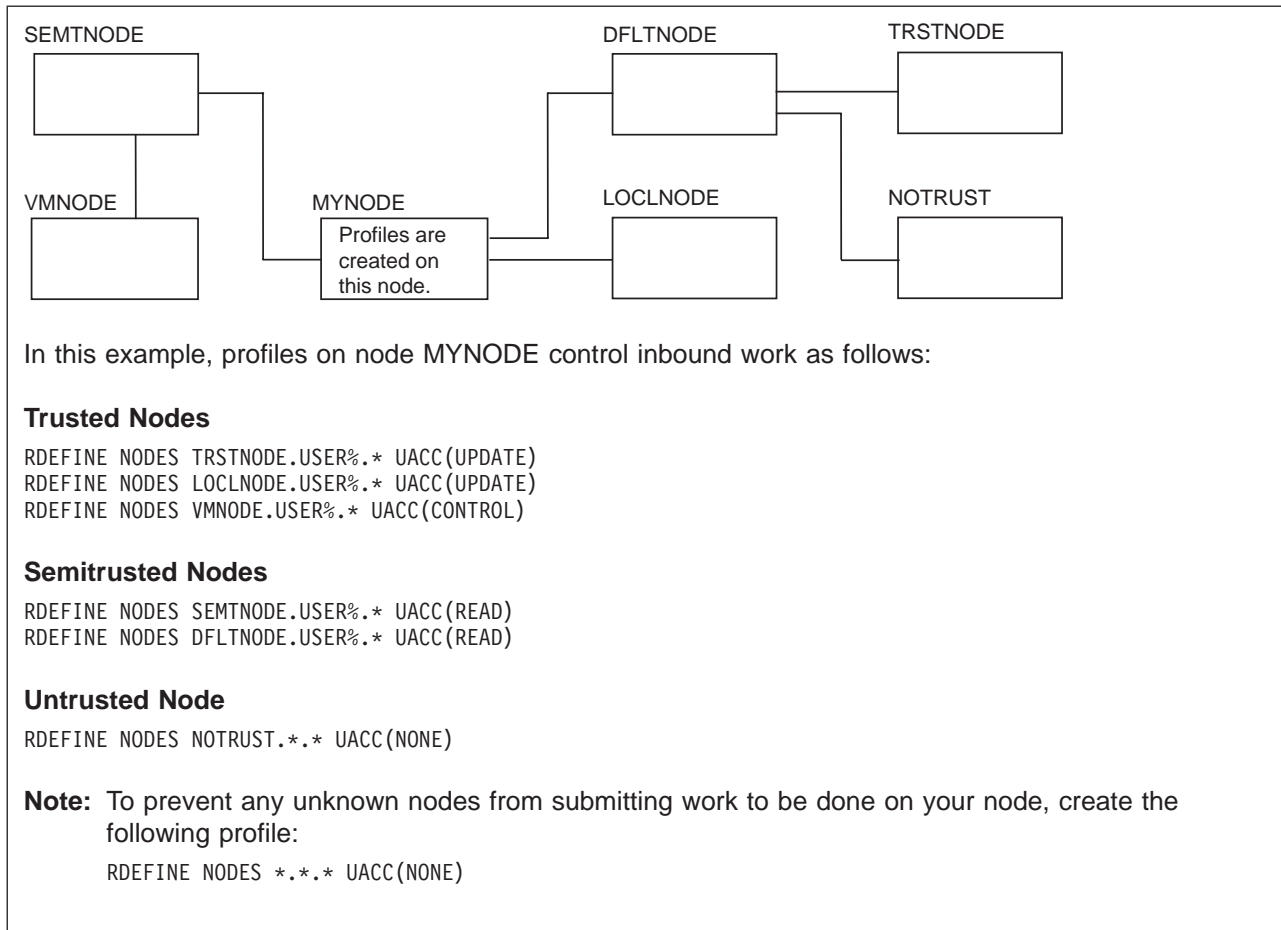 SEMTNODE
DFLTNODE
TRSTNODE
VMNODE
MYNODE
LOCLNODE
NOTRUST
Profiles are
created on
this node.
In this example, profiles on node MYNODE control inbound work as follows:
Trusted Nodes
RDEFINE NODES TRSTNODE.USER%.* UACC(UPDATE)
RDEFINE NODES LOCLNODE.USER%.* UACC(UPDATE)
RDEFINE NODES VMNODE.USER%.* UACC(CONTROL)
Semitrusted Nodes
RDEFINE NODES SEMTNODE.USER%.* UACC(READ)
RDEFINE NODES DFLTNODE.USER%.* UACC(READ)
Untrusted Node
RDEFINE NODES NOTRUST.*.* UACC(NONE)
Note: To prevent any unknown nodes from submitting work to be done on your node, create the
following profile:
RDEFINE NODES *.*.* UACC(NONE)